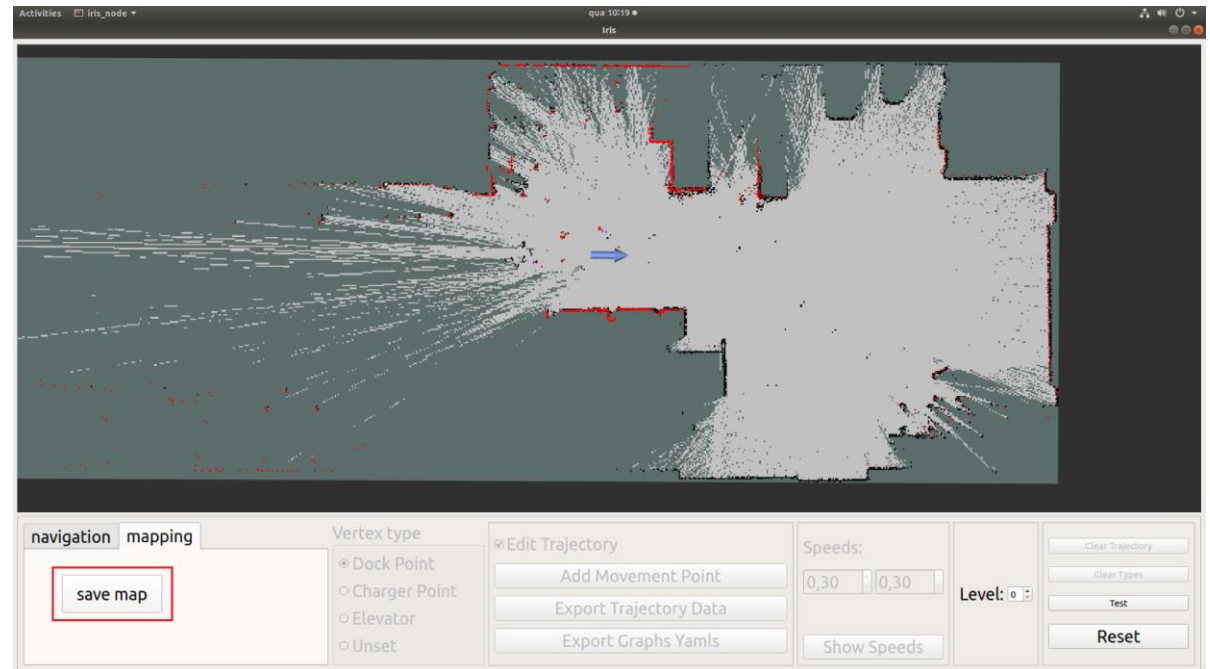 Activities iris_node
qua 10:19
Iris
navigation mapping
save map
Vertex type
Dock Point
Charger Point
Elevator
Unset
Edit Trajectory
Add Movement Point
Export Trajectory Data
Export Graphs Yamls
Speeds:
0,30 0,30
Show Speeds
Level: 0
Clear Trajectory
Clear Types
Test
Reset